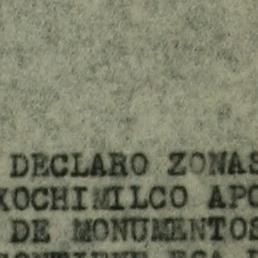 DECLARO ZONAS
XOCHIMILCO APO
DE MONUMENTOS